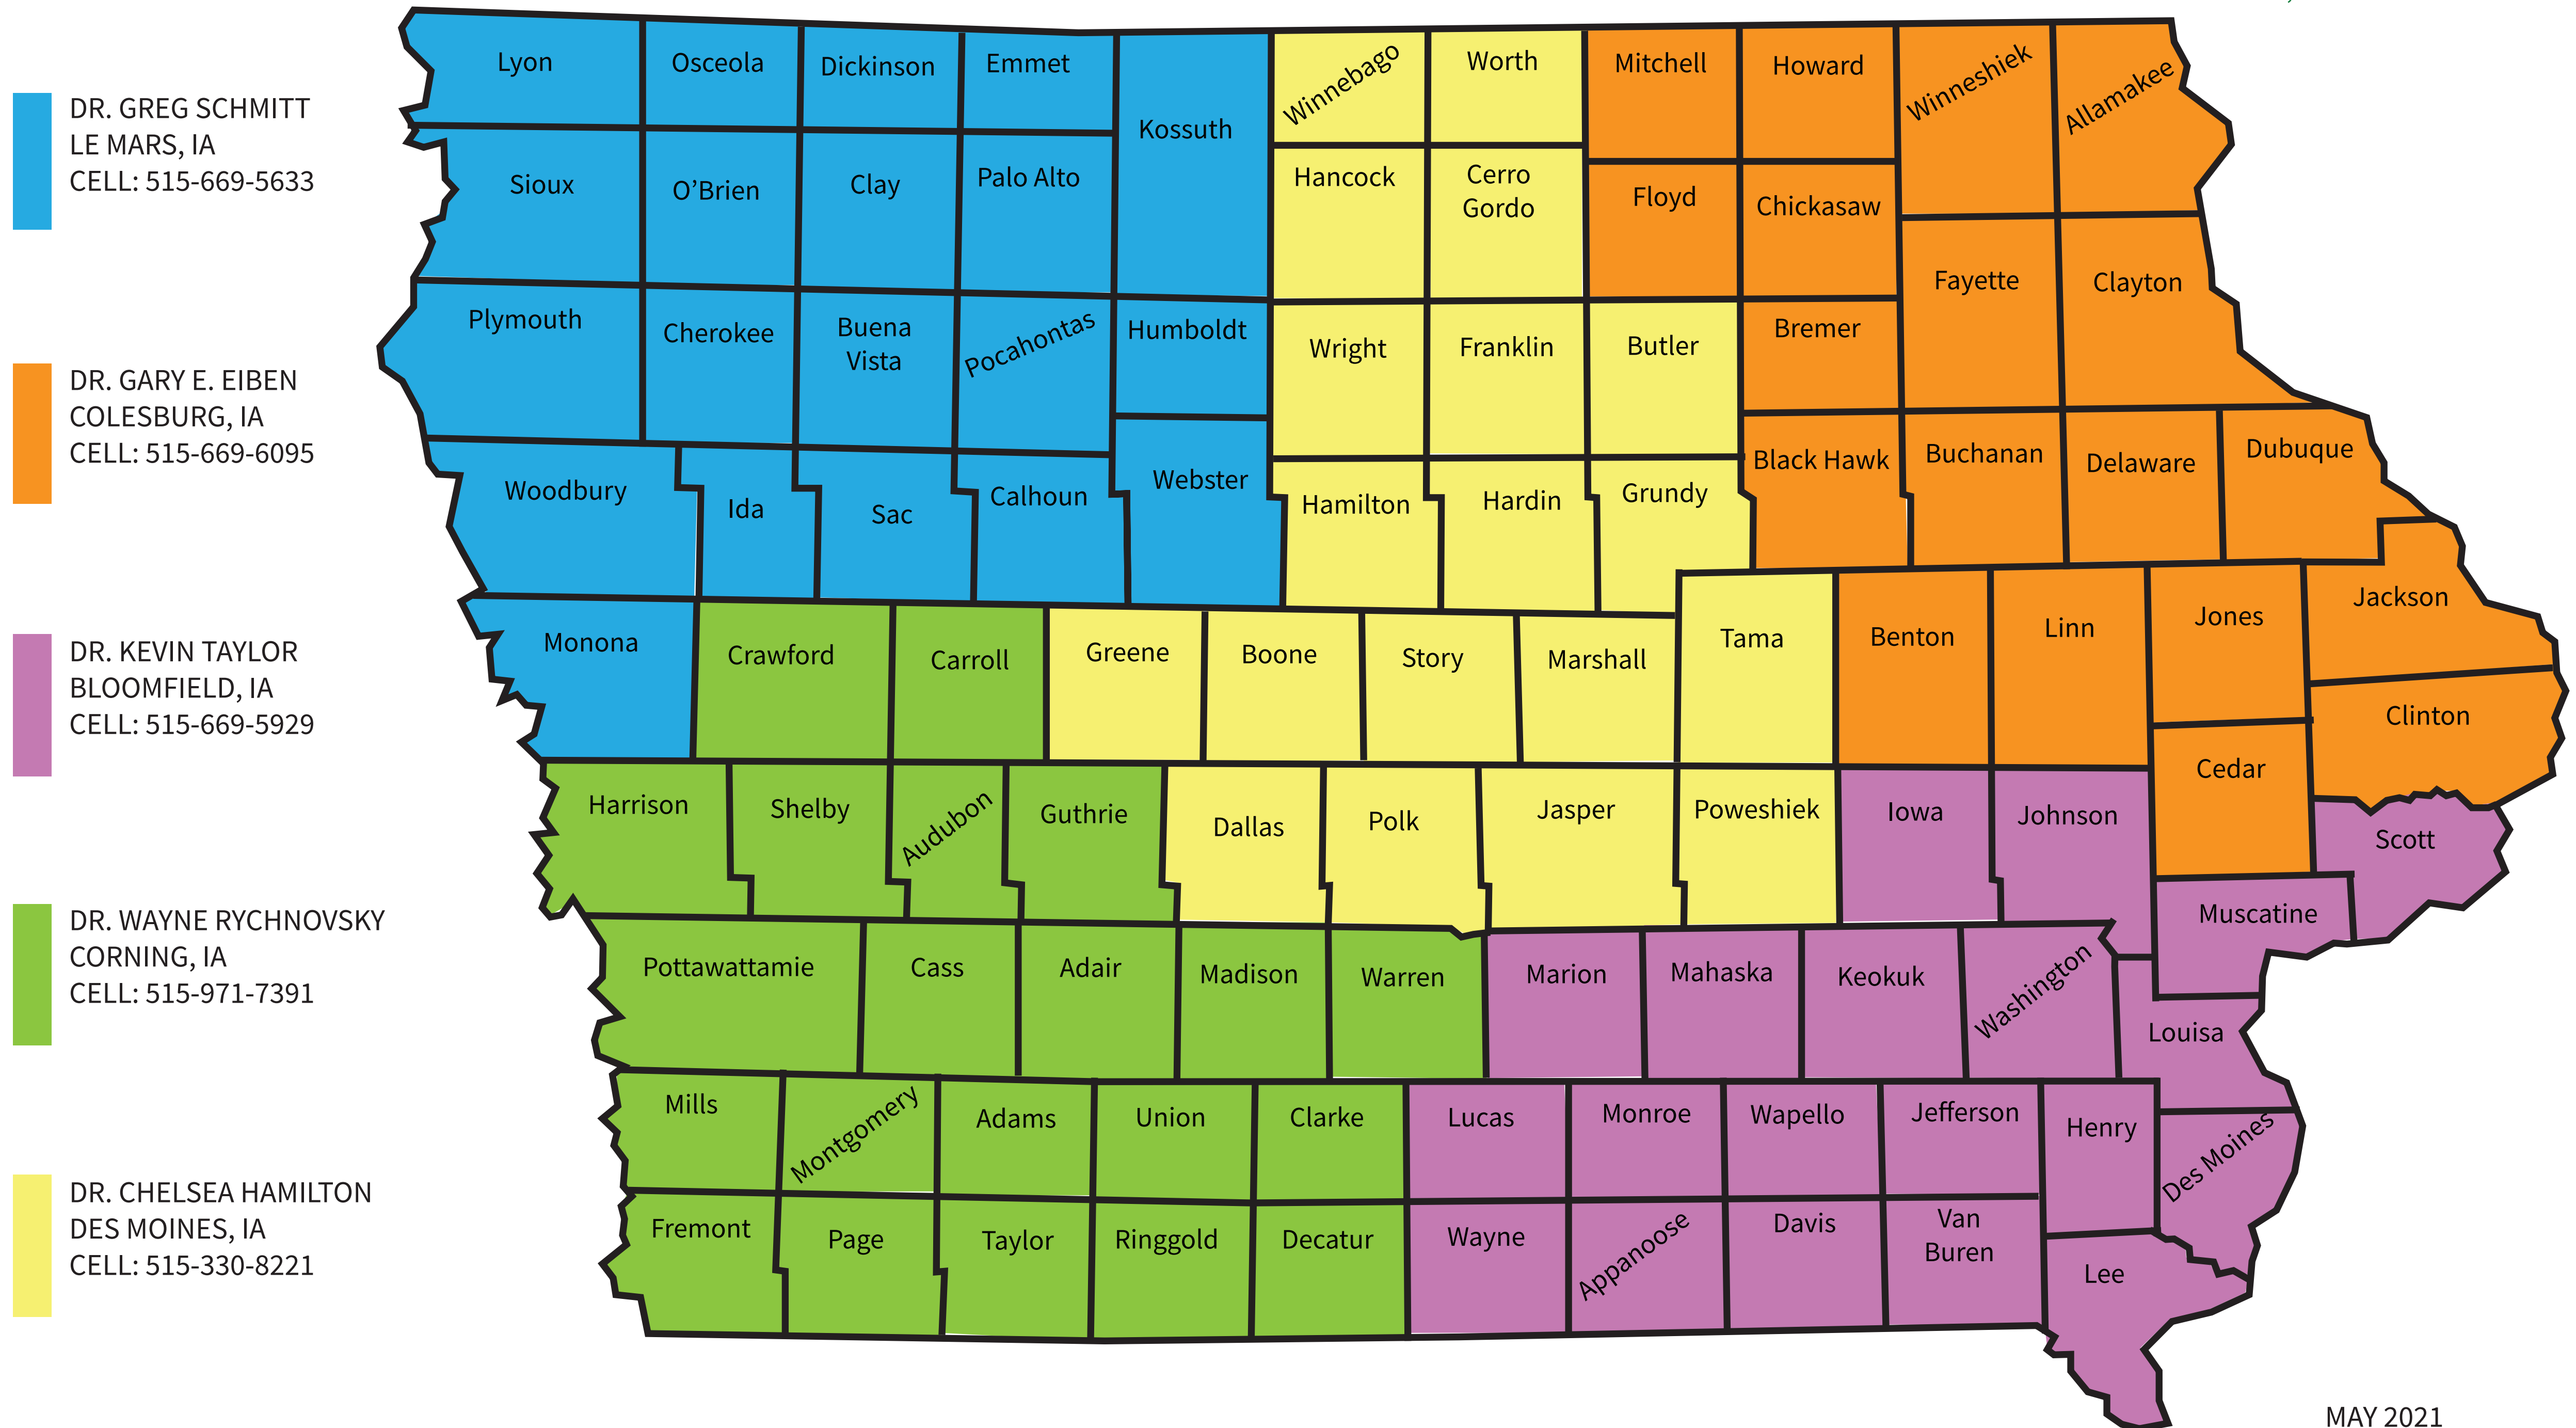 DR. GREG SCHMITT
LE MARS, IA
CELL: 515-669-5633
DR. GARY E. EIBEN
COLESBURG, IA
CELL: 515-669-6095
DR. KEVIN TAYLOR
BLOOMFIELD, IA
CELL: 515-669-5929
DR. WAYNE RYCHNOVSKY
CORNING, IA
CELL: 515-971-7391
DR. CHELSEA HAMILTON
DES MOINES, IA
CELL: 515-330-8221
Lyon
Osceola
Dickinson
Emmet
Kossuth
Winnebago
Worth
Mitchell
Howard
Winneshiek
Allamakee
Sioux
O’Brien
Clay
Palo Alto
Hancock
Cerro
Gordo
Floyd
Chickasaw
Fayette
Clayton
Plymouth
Cherokee
Buena
Vista
Pocahontas
Humboldt
Wright
Franklin
Butler
Bremer
Woodbury
Ida
Sac
Calhoun
Webster
Hamilton
Hardin
Grundy
Black Hawk
Buchanan
Delaware
Dubuque
Monona
Crawford
Carroll
Greene
Boone
Story
Marshall
Tama
Benton
Linn
Jones
Jackson
Clinton
Cedar
Harrison
Shelby
Audubon
Guthrie
Dallas
Polk
Jasper
Poweshiek
Iowa
Johnson
Scott
Muscatine
Pottawattamie
Cass
Adair
Madison
Warren
Marion
Mahaska
Keokuk
Washington
Louisa
Mills
Montgomery
Adams
Union
Clarke
Lucas
Monroe
Wapello
Jefferson
Henry
Des Moines
Fremont
Page
Taylor
Ringgold
Decatur
Wayne
Appanoose
Davis
Van
Buren
Lee
MAY 2021